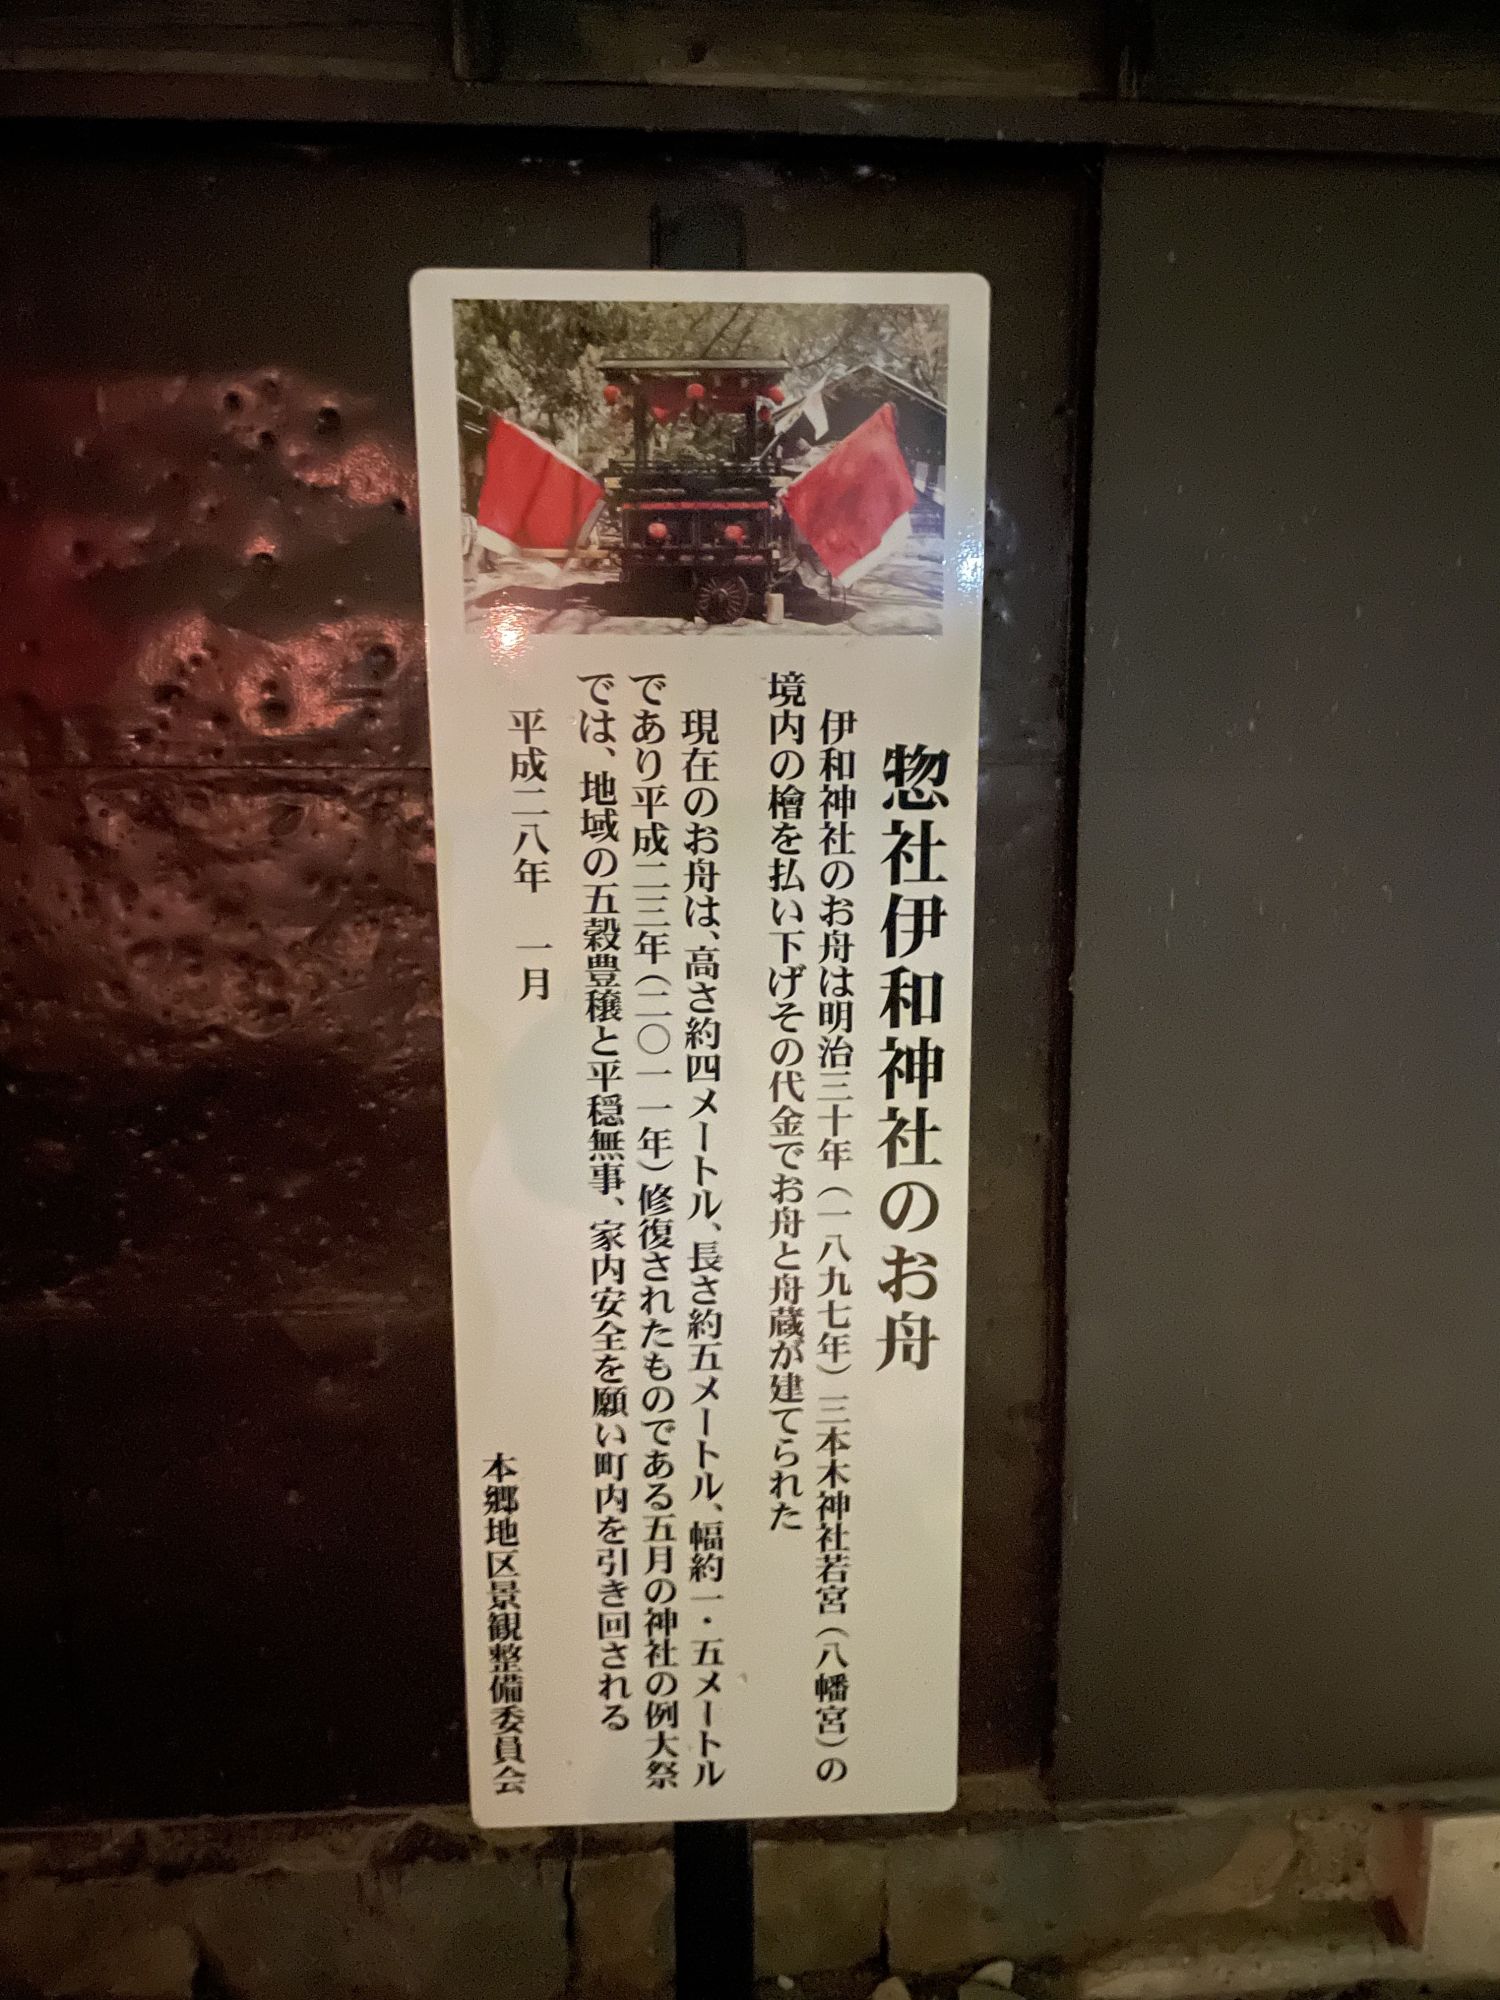 惣社伊和神社のお舟
伊和神社のお舟は明治三十年（一八九七年）三本木神社若宮（八幡宮）の
境内の檜を払い下げその代金でお舟と舟蔵が建てられた
現在のお舟は、高さ約四メートル、長さ約五メートル、幅約一・五メートル
であり平成二三年（二〇一一年）修復されたものである五月の神社の例大祭
では、地域の五穀豊穣と平穏無事、家内安全を願い町内を引き回される
平成二八年　一月
本郷地区景観整備委員会